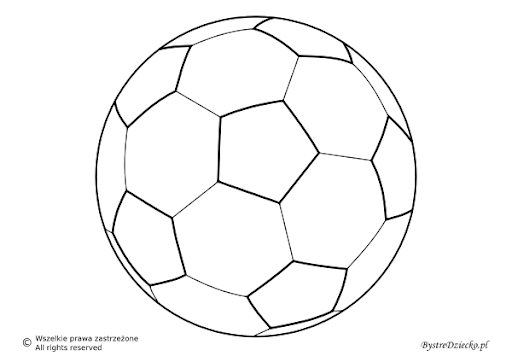 © Wszelkie prawa zastrzeżone
All rights reserved
BystreDziecko.pl